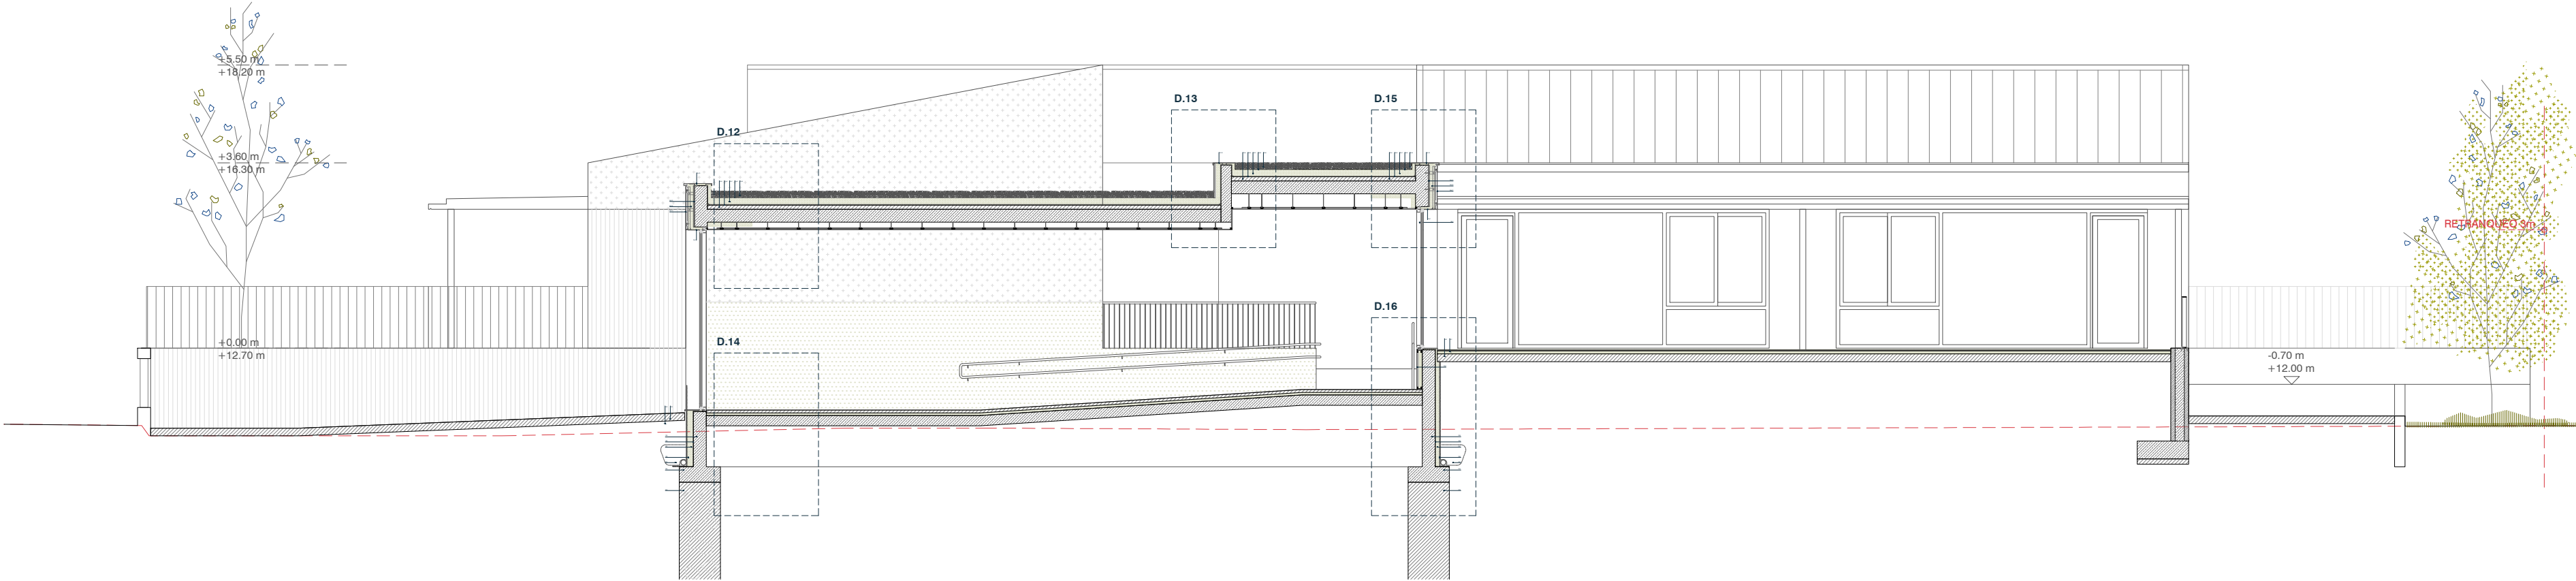 +5.50 m
+18.20 m
D.13
D.15
D.12
+3.60 m
+16.30 m
RETRANQUEO 3m
D.16
D.14
+0.00 m
+12.70 m
-0.70 m
+12.00 m